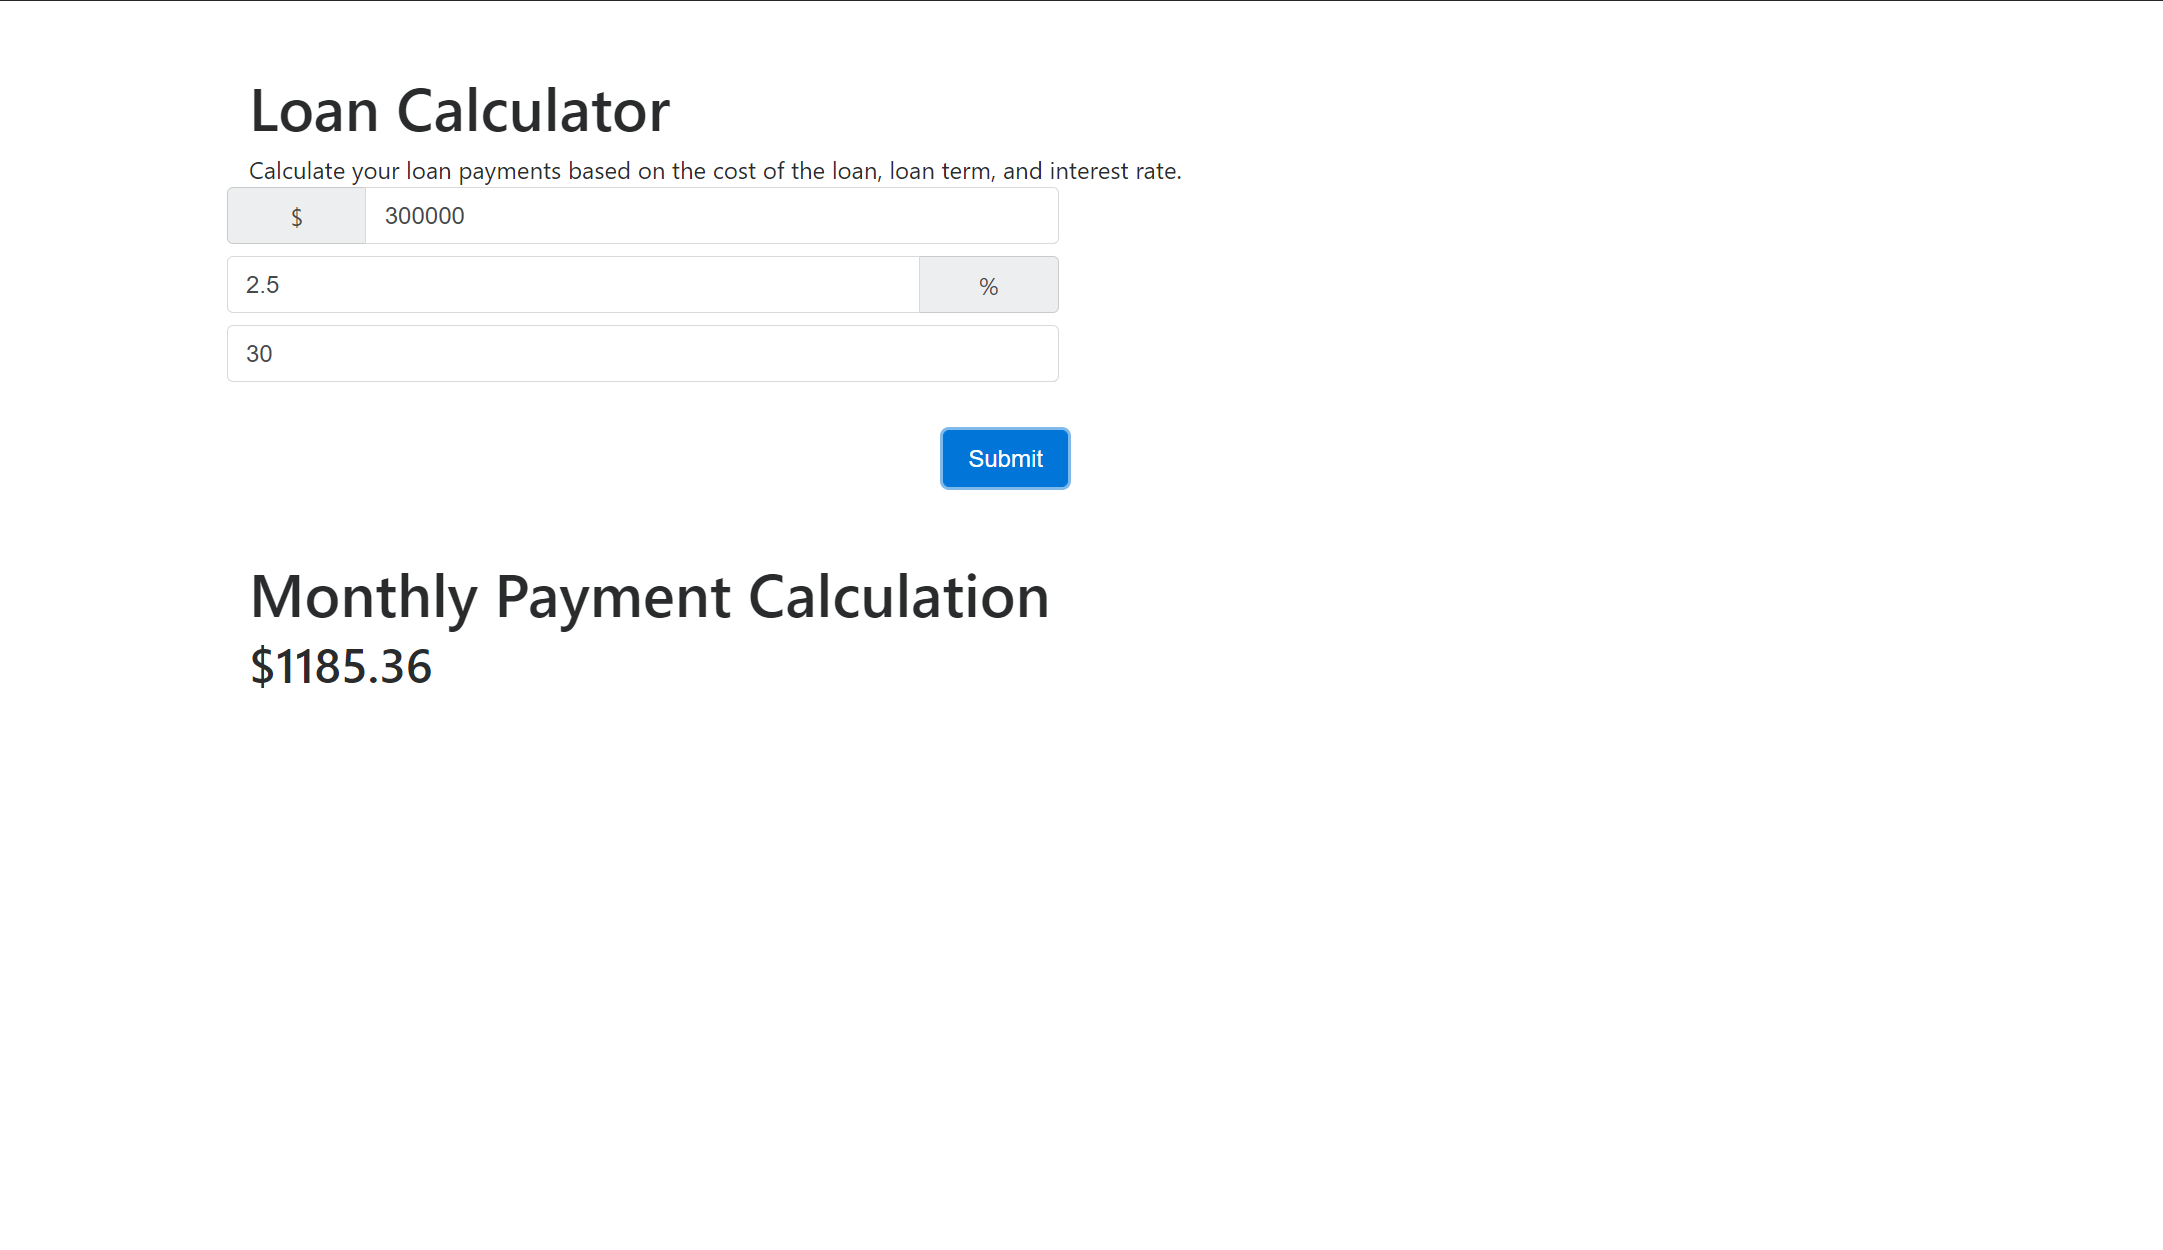 Loan Calculator
Calculate your loan payments based on the cost of the loan, loan term, and interest rate.
$ 300000
2.5 %
30
Submit
Monthly Payment Calculation
$1185.36